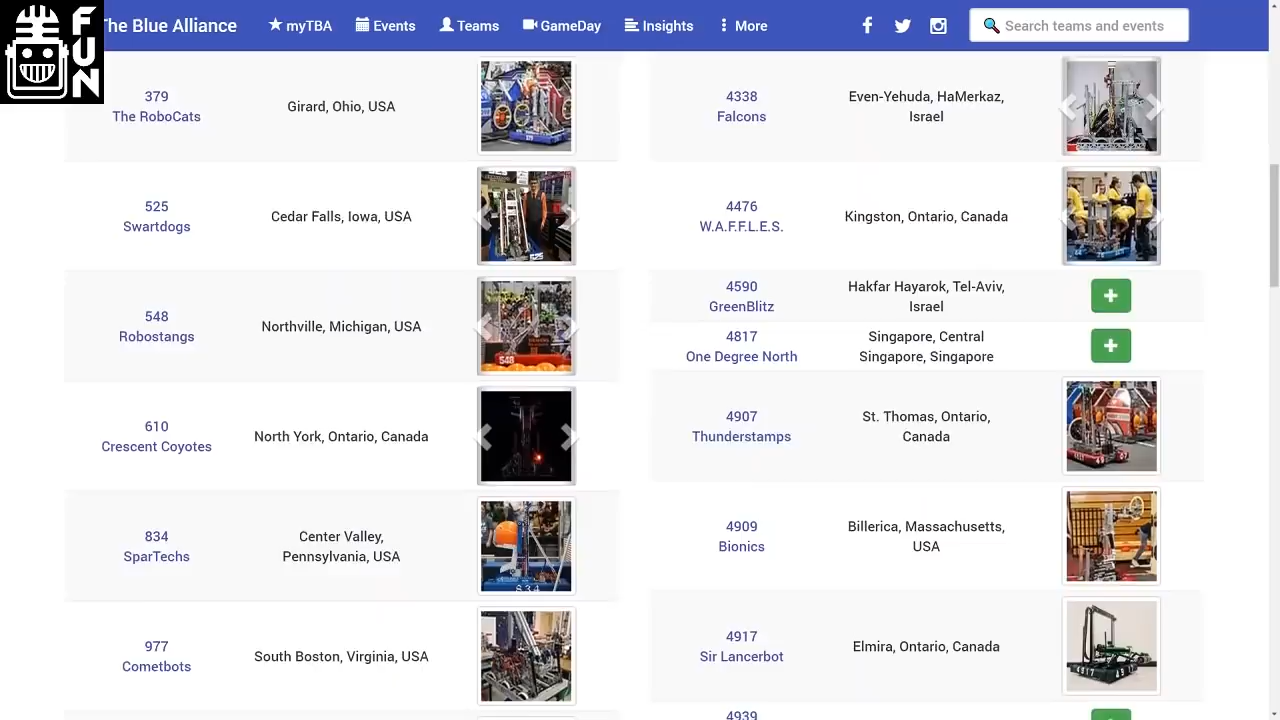 FUN
The Blue Alliance
myTBA
Events
Teams
GameDay
Insights
Search teams and events
379
The RoboCats
Girard, Ohio, USA
525
Swartdogs
Cedar Falls, Iowa, USA
525
548
Robostangs
Northville, Michigan, USA
548
610
Crescent Coyotes
North York, Ontario, Canada
834
SparTechs
Center Valley,
Pennsylvania, USA
834
977
Cometbots
South Boston, Virginia, USA
4338
Falcons
Even-Yehuda, HaMerkaz,
Israel
4476
W.A.F.F.L.E.S.
Kingston, Ontario, Canada
4590
GreenBlitz
Hakfar Hayarok, Tel-Aviv,
Israel
4817
One Degree North
Singapore, Central
Singapore, Singapore
4907
Thunderstamps
St. Thomas, Ontario,
Canada
4909
Bionics
Billerica, Massachusetts,
USA
4917
Sir Lancerbot
Elmira, Ontario, Canada
4917
4939